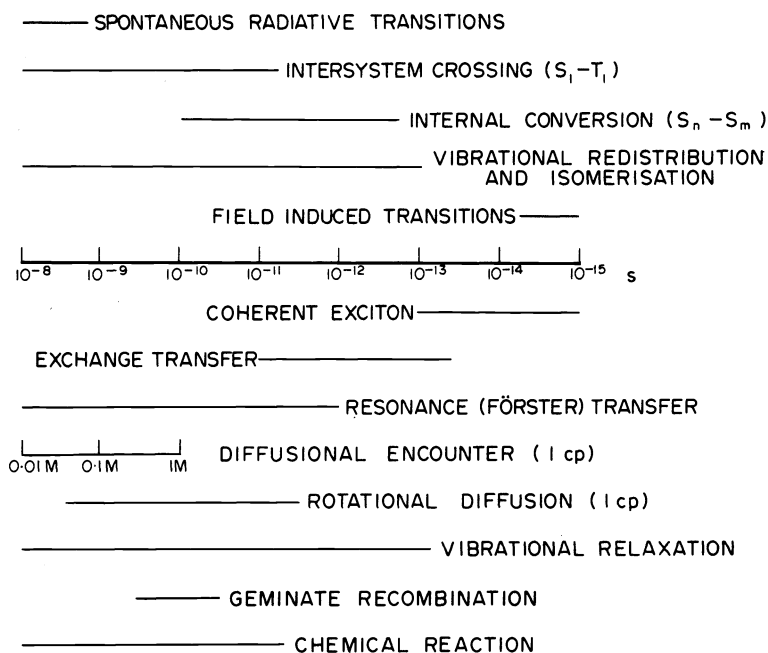 SPONTANEOUS RADIATIVE TRANSITIONS
INTERSYSTEM CROSSING (S₁-T₁)
INTERNAL CONVERSION (Sₙ-Sₘ)
VIBRATIONAL REDISTRIBUTION
AND ISOMERISATION
FIELD INDUCED TRANSITIONS
10⁻⁸ 10⁻⁹ 10⁻¹⁰ 10⁻¹¹ 10⁻¹² 10⁻¹³ 10⁻¹⁴ 10⁻¹⁵ s
COHERENT EXCITON
EXCHANGE TRANSFER
RESONANCE (FÖRSTER) TRANSFER
0·01M 0·1M 1M DIFFUSIONAL ENCOUNTER (1 cp)
ROTATIONAL DIFFUSION (1 cp)
VIBRATIONAL RELAXATION
GEMINATE RECOMBINATION
CHEMICAL REACTION